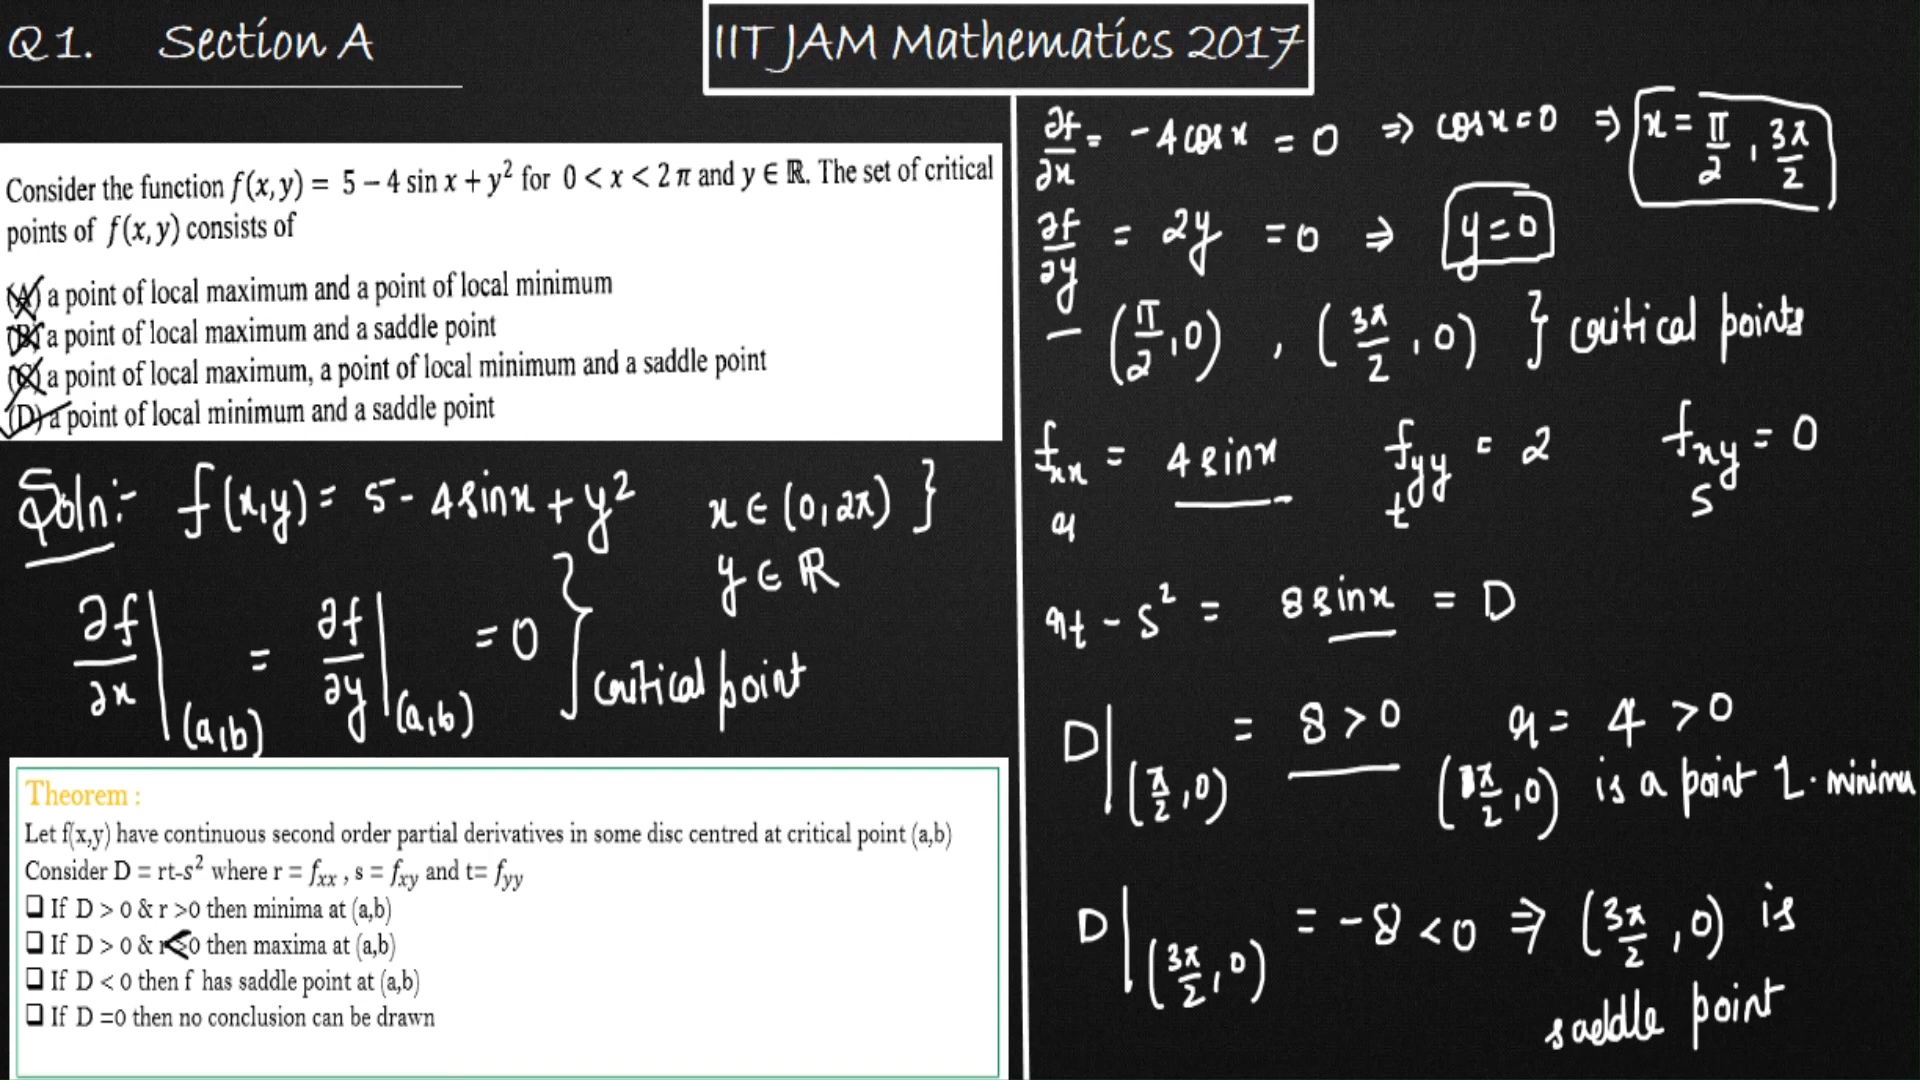 Q1. Section A
IIT JAM Mathematics 2017
Consider the function f(x, y) = 5 − 4 sin x + y² for 0 < x < 2 π and y ∈ ℝ. The set of critical
points of f(x, y) consists of
(A) a point of local maximum and a point of local minimum
(B) a point of local maximum and a saddle point
(C) a point of local maximum, a point of local minimum and a saddle point
(D) a point of local minimum and a saddle point
Soln:- f(x,y) = 5 - 4sinx + y² x ∈ (0,2π) }
y ∈ ℝ
∂f/∂x |(a,b) = ∂f/∂y |(a,b) = 0 } critical point
Theorem :
Let f(x,y) have continuous second order partial derivatives in some disc centred at critical point (a,b)
Consider D = rt-s² where r = fxx , s = fxy and t= fyy
❑ If D > 0 & r >0 then minima at (a,b)
❑ If D > 0 & r<0 then maxima at (a,b)
❑ If D < 0 then f has saddle point at (a,b)
❑ If D =0 then no conclusion can be drawn
∂f/∂x = -4cosx = 0 ⇒ cosx=0 ⇒ x = π/2 , 3π/2
∂f/∂y = 2y = 0 ⇒ y=0
(π/2,0) , (3π/2,0) } critical points
fxx = 4sinx fyy = 2 fxy = 0
r t s
rt - s² = 8sinx = D
D|(π/2,0) = 8 > 0 r = 4 > 0
(π/2,0) is a point L. minima
D|(3π/2,0) = -8 < 0 ⇒ (3π/2,0) is
saddle point